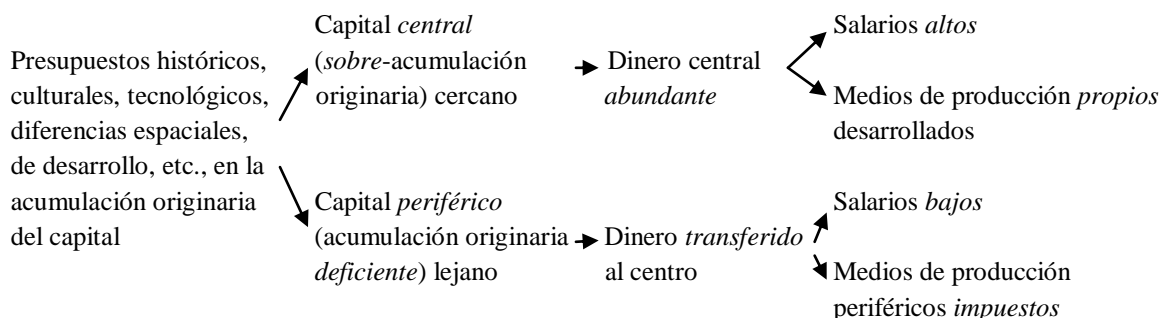 Presupuestos históricos,
culturales, tecnológicos,
diferencias espaciales,
de desarrollo, etc., en la
acumulación originaria
del capital
Capital central
(sobre-acumulación
originaria) cercano
Dinero central
abundante
Salarios altos
Medios de producción propios
desarrollados
Capital periférico
(acumulación originaria
deficiente) lejano
Dinero transferido
al centro
Salarios bajos
Medios de producción
periféricos impuestos